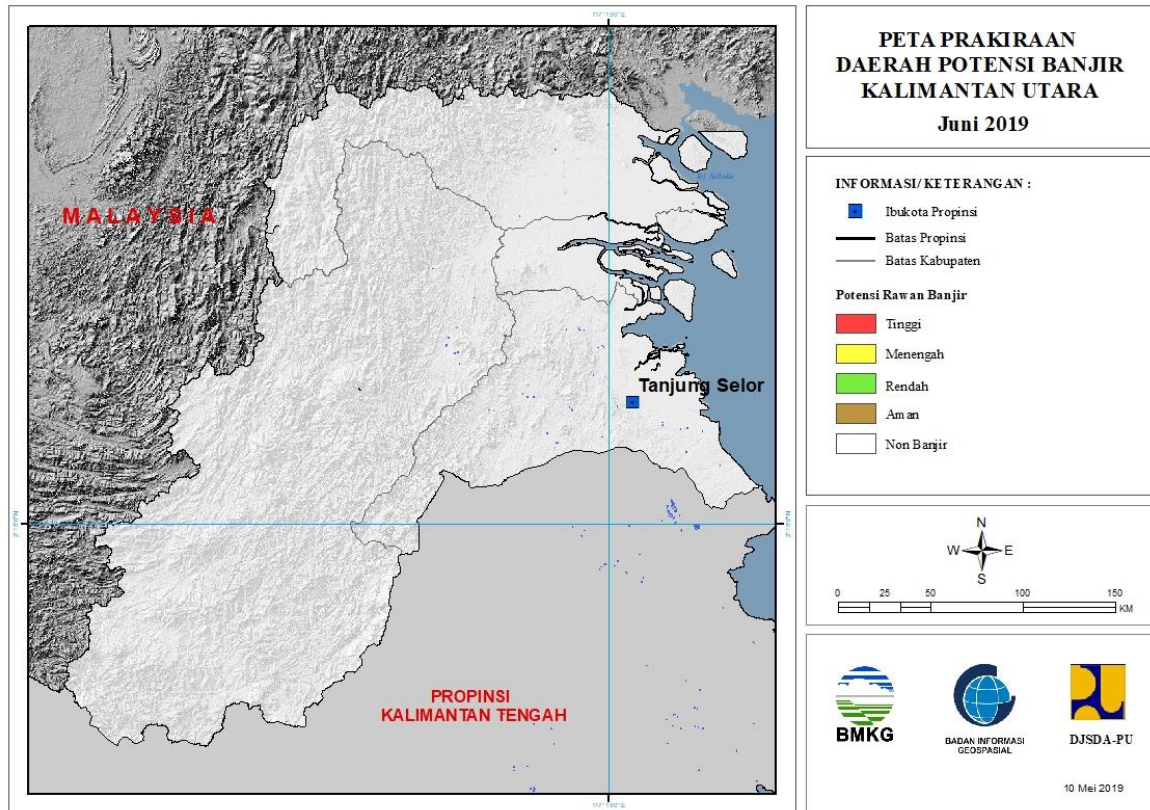 PETA PRAKIRAAN
DAERAH POTENSI BANJIR
KALIMANTAN UTARA
Juni 2019
INFORMASI/ KETERANGAN :
Ibukota Propinsi
Batas Propinsi
Batas Kabupaten
Potensi Rawan Banjir
Tinggi
Menengah
Rendah
Aman
Non Banjir
N
W E
S
0 25 50 100 150
KM
BMKG
BADAN INFORMASI
GEOSPASIAL
DJSDA-PU
10 Mei 2019
MALAYSIA
Tanjung Selor
PROPINSI
KALIMANTAN TENGAH